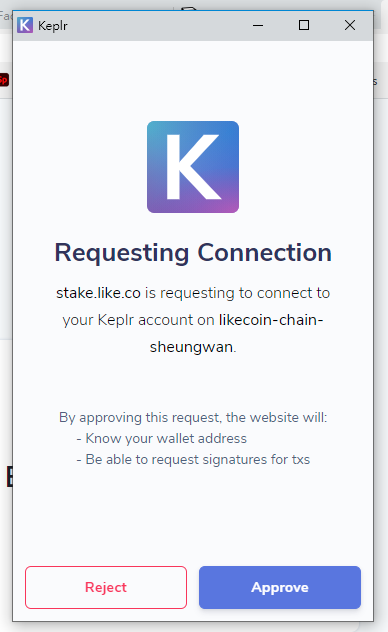 Keplr
K
Requesting Connection
stake.like.co is requesting to connect to
your Keplr account on likecoin-chain-
sheungwan.
By approving this request, the website will:
- Know your wallet address
- Be able to request signatures for txs
Reject
Approve